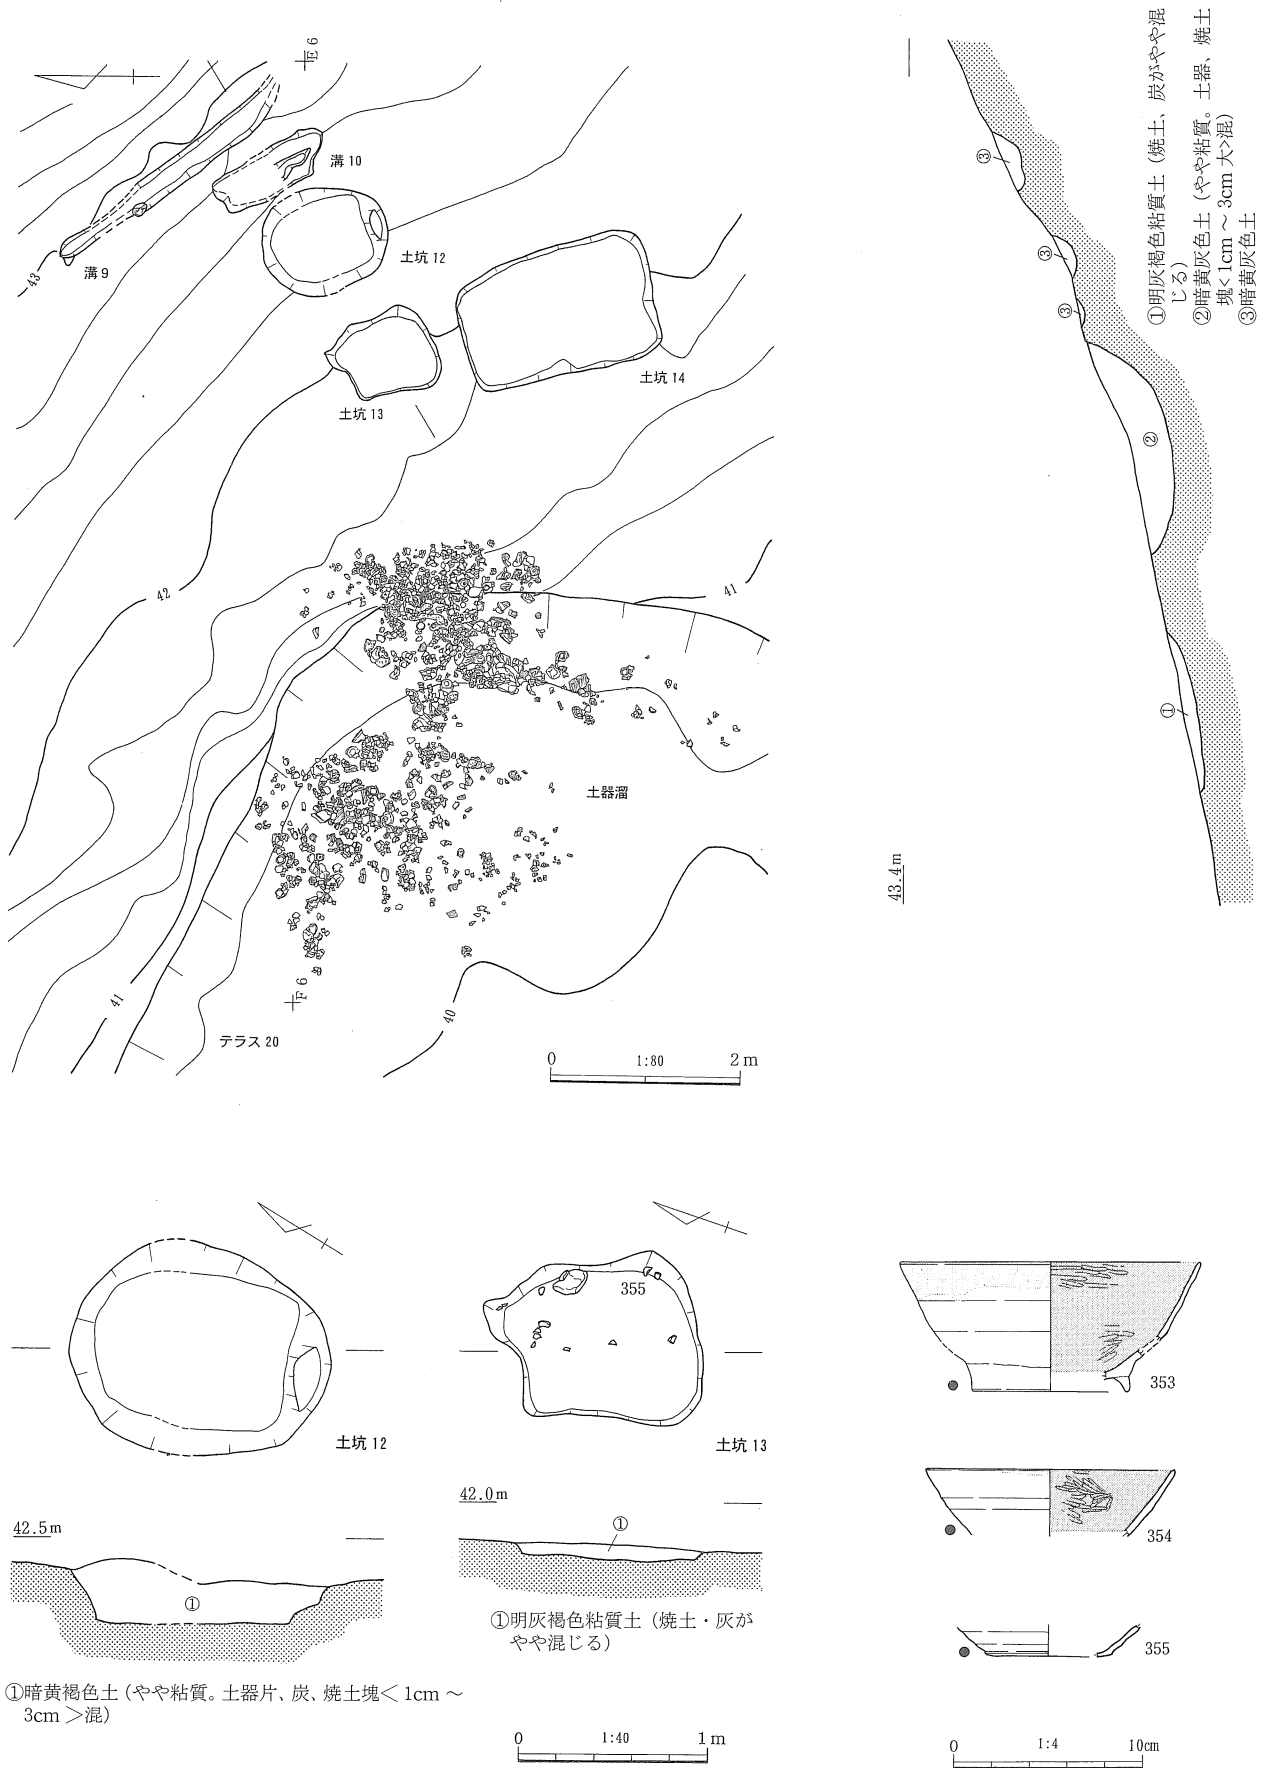 E 6
溝 10
43
溝 9
土坑 12
土坑 14
土坑 13
42
41
土器溜
41
F 6
40
テラス 20
0 1:80 2 m
③
③
③
②
①
43.4m
①明灰褐色粘質土（焼土、炭がやや混
じる）
②暗黄灰色土（やや粘質。土器、焼土
塊<1cm ～ 3cm 大>混）
③暗黄灰色土
土坑 12
42.5m
①
①暗黄褐色土（やや粘質。土器片、炭、焼土塊＜ 1cm ～
3cm ＞混）
355
土坑 13
42.0m
①
①明灰褐色粘質土（焼土・灰が
やや混じる）
0 1:40 1 m
353
354
355
0 1:4 10cm